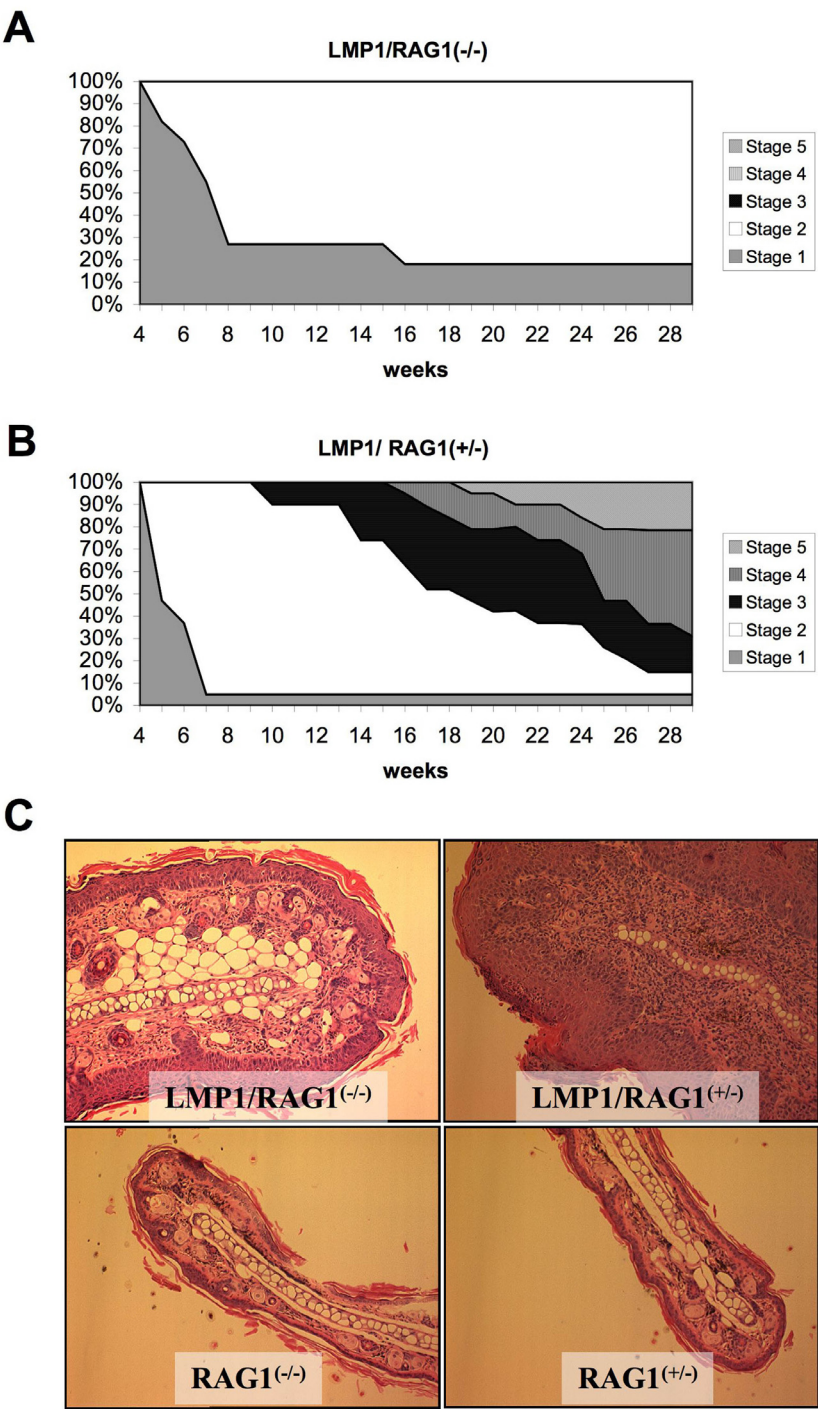 A
LMP1/RAG1(-/-)
100%
90%
80%
70%
60%
50%
40%
30%
20%
10%
0%
4 6 8 10 12 14 16 18 20 22 24 26 28
weeks
Stage 5
Stage 4
Stage 3
Stage 2
Stage 1
B
LMP1/ RAG1(+/-)
100%
90%
80%
70%
60%
50%
40%
30%
20%
10%
0%
4 6 8 10 12 14 16 18 20 22 24 26 28
weeks
Stage 5
Stage 4
Stage 3
Stage 2
Stage 1
C
LMP1/RAG1(-/-)
LMP1/RAG1(+/-)
RAG1(-/-)
RAG1(+/-)